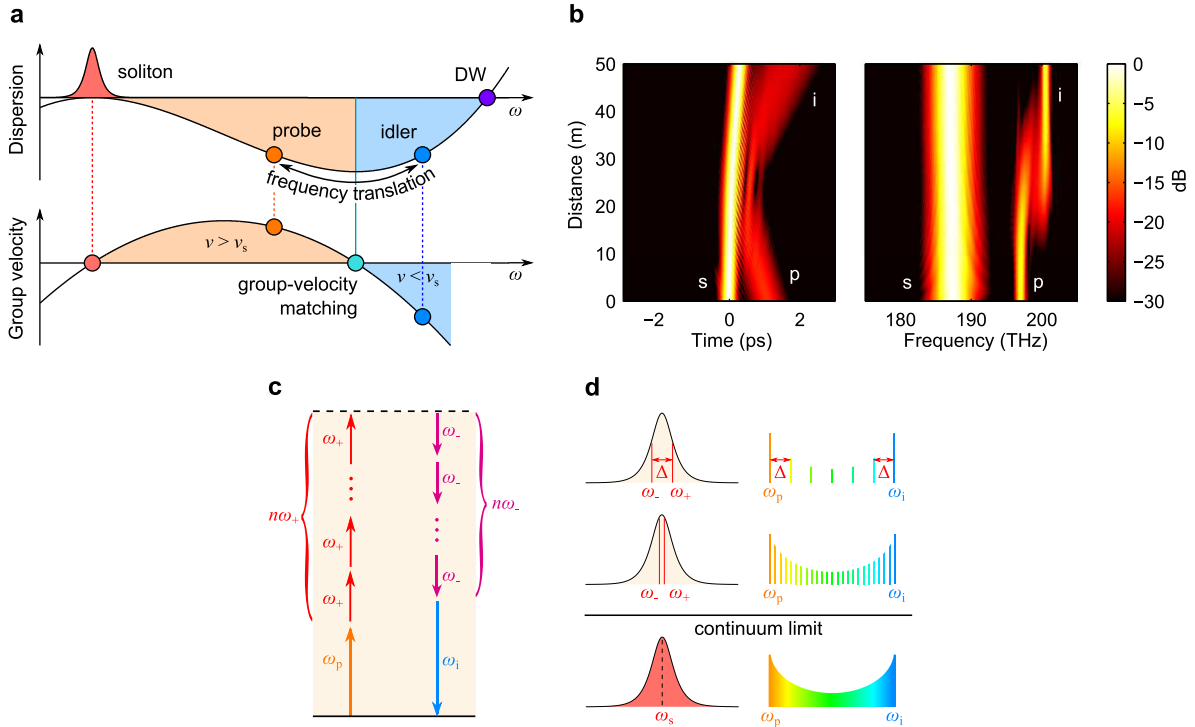 a
Dispersion
soliton
probe
idler
DW
ω
frequency translation
Group velocity
v > vs
v < vs
ω
group-velocity
matching
b
Distance (m)
50
40
30
20
10
0
s
p
i
−2
0
2
Time (ps)
s
p
i
180
190
200
Frequency (THz)
0
−5
−10
−15
−20
−25
−30
dB
c
nω+
ω+
ω+
ω+
ωp
ω-
ω-
ω-
nω-
ωi
d
Δ
ω- ω+
Δ
Δ
ωp
ωi
ω- ω+
ωp
ωi
continuum limit
ωs
ωp
ωi